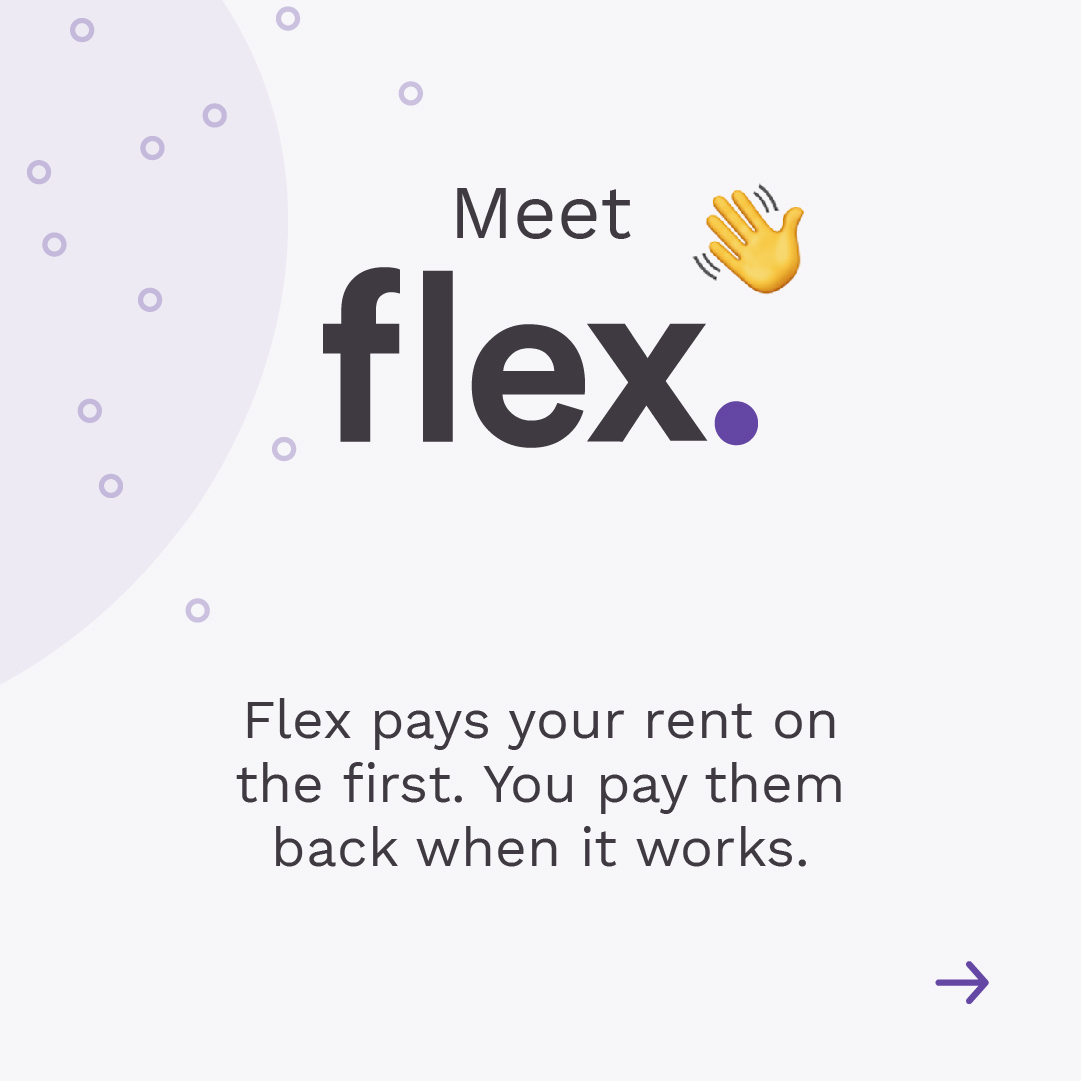 Meet
flex.
Flex pays your rent on
the first. You pay them
back when it works.